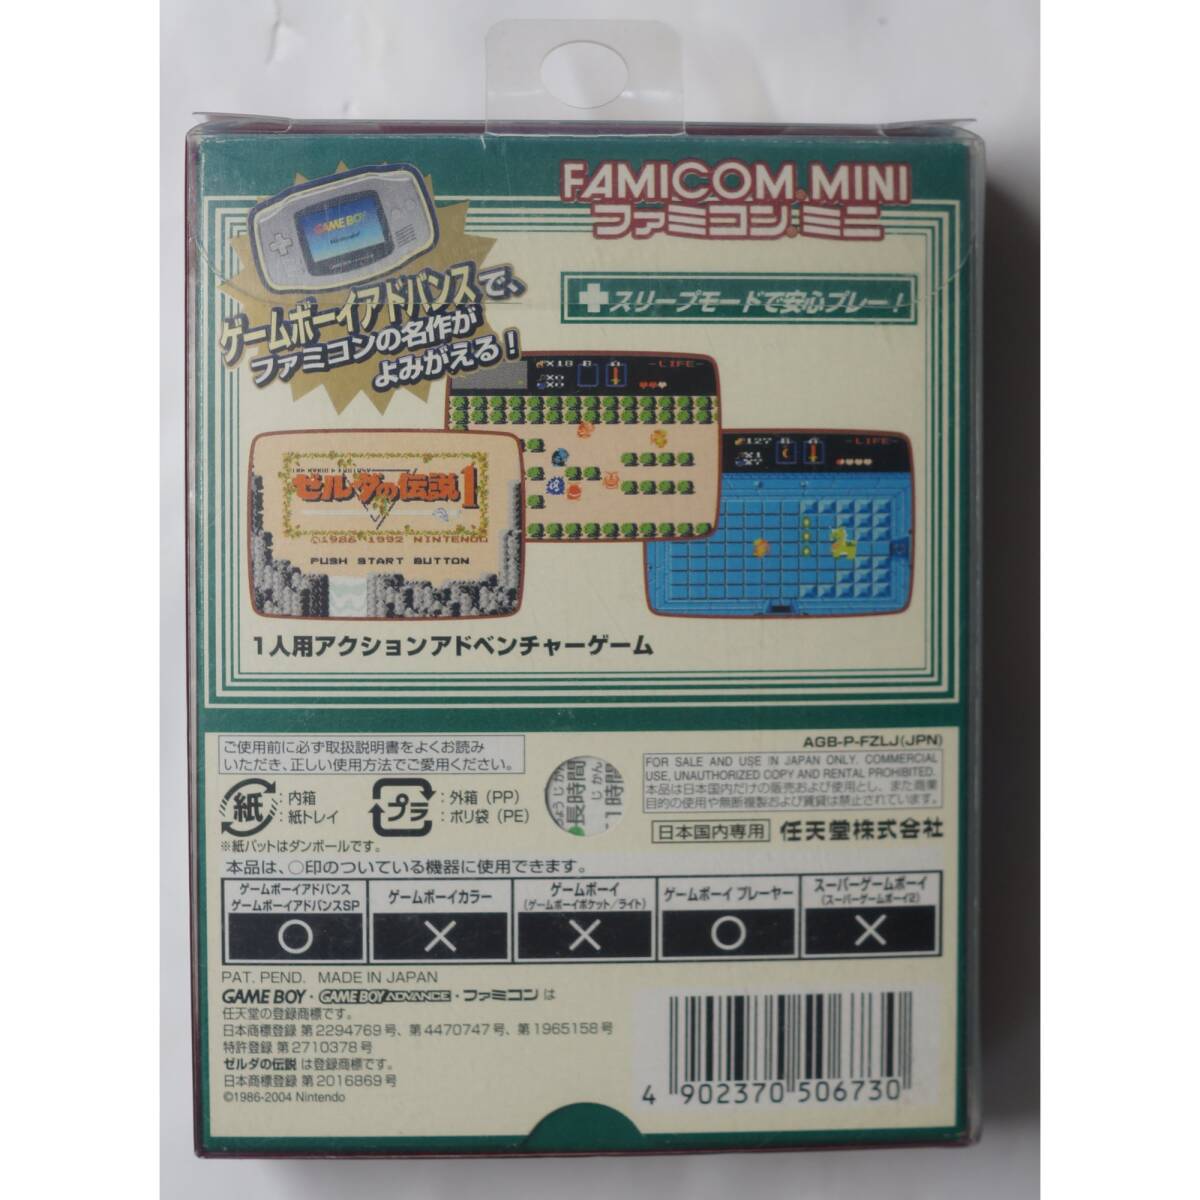 FAMICOM MINI
ファミコン ミニ
GAME BOY
ゲームボーイアドバンスで、
ファミコンの名作が
よみがえる!
スリープモードで安心プレー!
X18 B A -LIFE-
X0
X0
127 B A -LIFE-
X1
ゼルダの伝説1
©1986 1992 NINTENDO
PUSH START BUTTON
1人用アクションアドベンチャーゲーム
ご使用前に必ず取扱説明書をよくお読み
いただき、正しい使用方法でご愛用ください。
紙 :内箱
:紙トレイ
プラ :外箱(PP)
:ポリ袋(PE)
※紙パットはダンボールです。
長時間
じかん
1時間
AGB-P-FZLJ(JPN)
FOR SALE AND USE IN JAPAN ONLY. COMMERCIAL
USE, UNAUTHORIZED COPY AND RENTAL PROHIBITED.
本品は日本国内だけの販売および使用とし、また商業
目的の使用や無断複製および賃貸は禁止されています。
日本国内専用 任天堂株式会社
本品は、○印のついている機器に使用できます。
ゲームボーイアドバンス
ゲームボーイアドバンスSP
○
ゲームボーイカラー
×
ゲームボーイ
(ゲームボーイポケット/ライト)
×
ゲームボーイ プレーヤー
○
スーパーゲームボーイ
(スーパーゲームボーイ2)
×
PAT. PEND. MADE IN JAPAN
GAME BOY・GAME BOY ADVANCE・ファミコン は
任天堂の登録商標です。
日本商標登録 第2294769号、第4470747号、第1965158号
特許登録 第2710378号
ゼルダの伝説 は登録商標です。
日本商標登録 第2016869号
©1986-2004 Nintendo
4 902370 506730